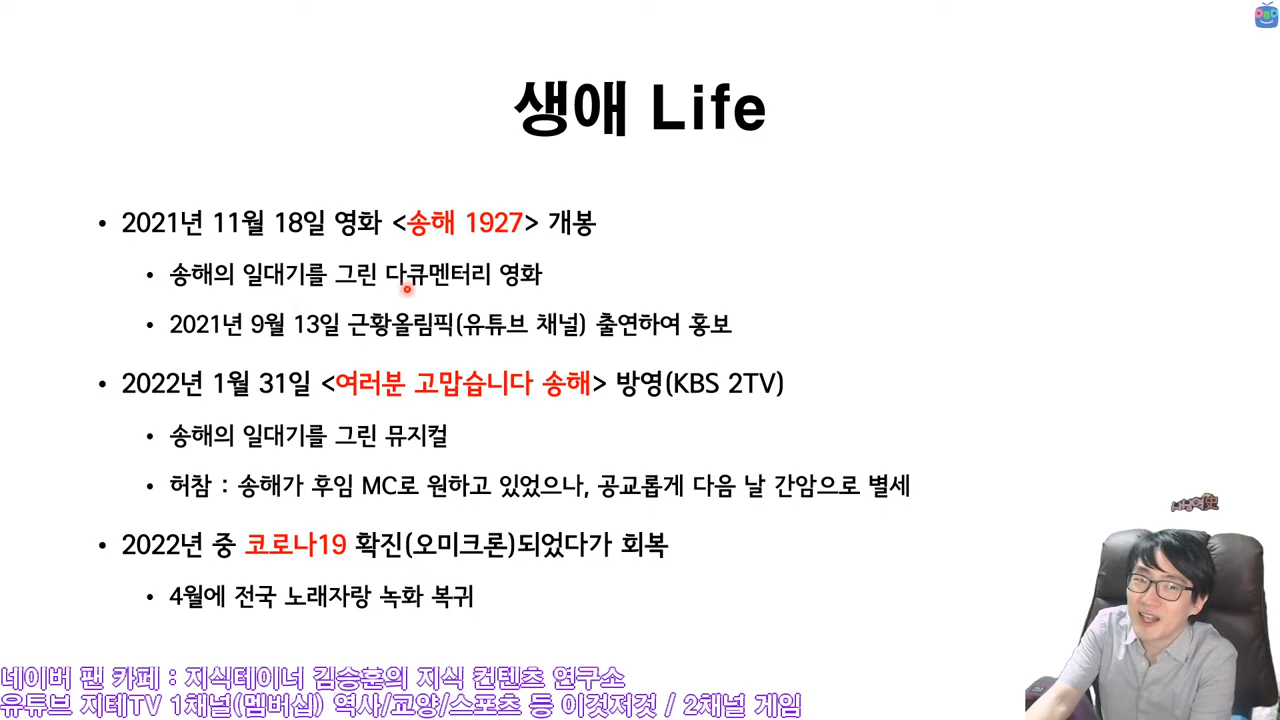 생애 Life
• 2021년 11월 18일 영화 <송해 1927> 개봉
• 송해의 일대기를 그린 다큐멘터리 영화
• 2021년 9월 13일 근황올림픽(유튜브 채널) 출연하여 홍보
• 2022년 1월 31일 <여러분 고맙습니다 송해> 방영(KBS 2TV)
• 송해의 일대기를 그린 뮤지컬
• 허참 : 송해가 후임 MC로 원하고 있었으나, 공교롭게 다음 날 간암으로 별세
• 2022년 중 코로나19 확진(오미크론)되었다가 회복
• 4월에 전국 노래자랑 녹화 복귀
네이버 팬 카페 : 지식테이너 김승훈의 지식 컨텐츠 연구소
유튜브 지테TV 1채널(멤버십) 역사/교양/스포츠 등 이것저것 / 2채널 게임